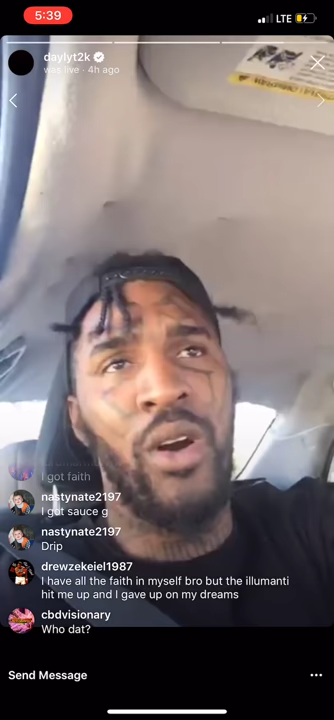 5:39
LTE
daylyt2k
was live · 4h ago
I got faith
nastynate2197
I got sauce g
nastynate2197
Drip
drewzekeiel1987
I have all the faith in myself bro but the illumanti
hit me up and I gave up on my dreams
cbdvisionary
Who dat?
Send Message